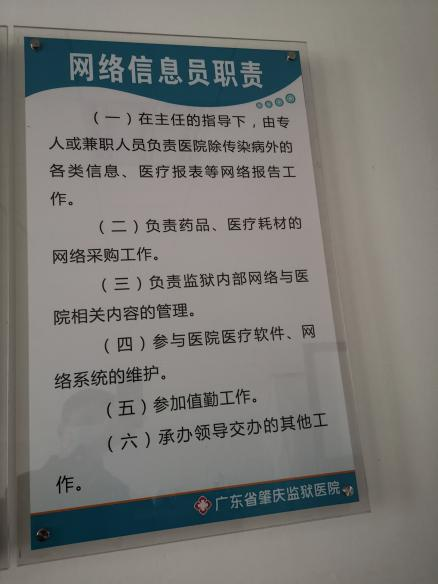 网络信息员职责
（一）在主任的指导下，由专
人或兼职人员负责医院除传染病外的
各类信息、医疗报表等网络报告工
作。
（二）负责药品、医疗耗材的
网络采购工作。
（三）负责监狱内部网络与医
院相关内容的管理。
（四）参与医院医疗软件、网
络系统的维护。
（五）参加值勤工作。
（六）承办领导交办的其他工
作。
广东省肇庆监狱医院